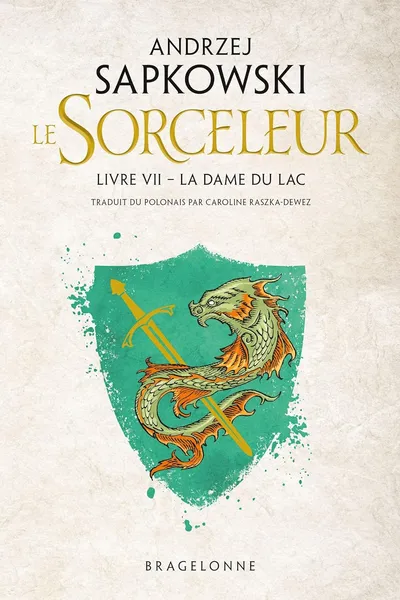 ANDRZEJ
SAPKOWSKI
LE SORCELEUR
LIVRE VII – LA DAME DU LAC
TRADUIT DU POLONAIS PAR CAROLINE RASZKA-DEWEZ
BRAGELONNE